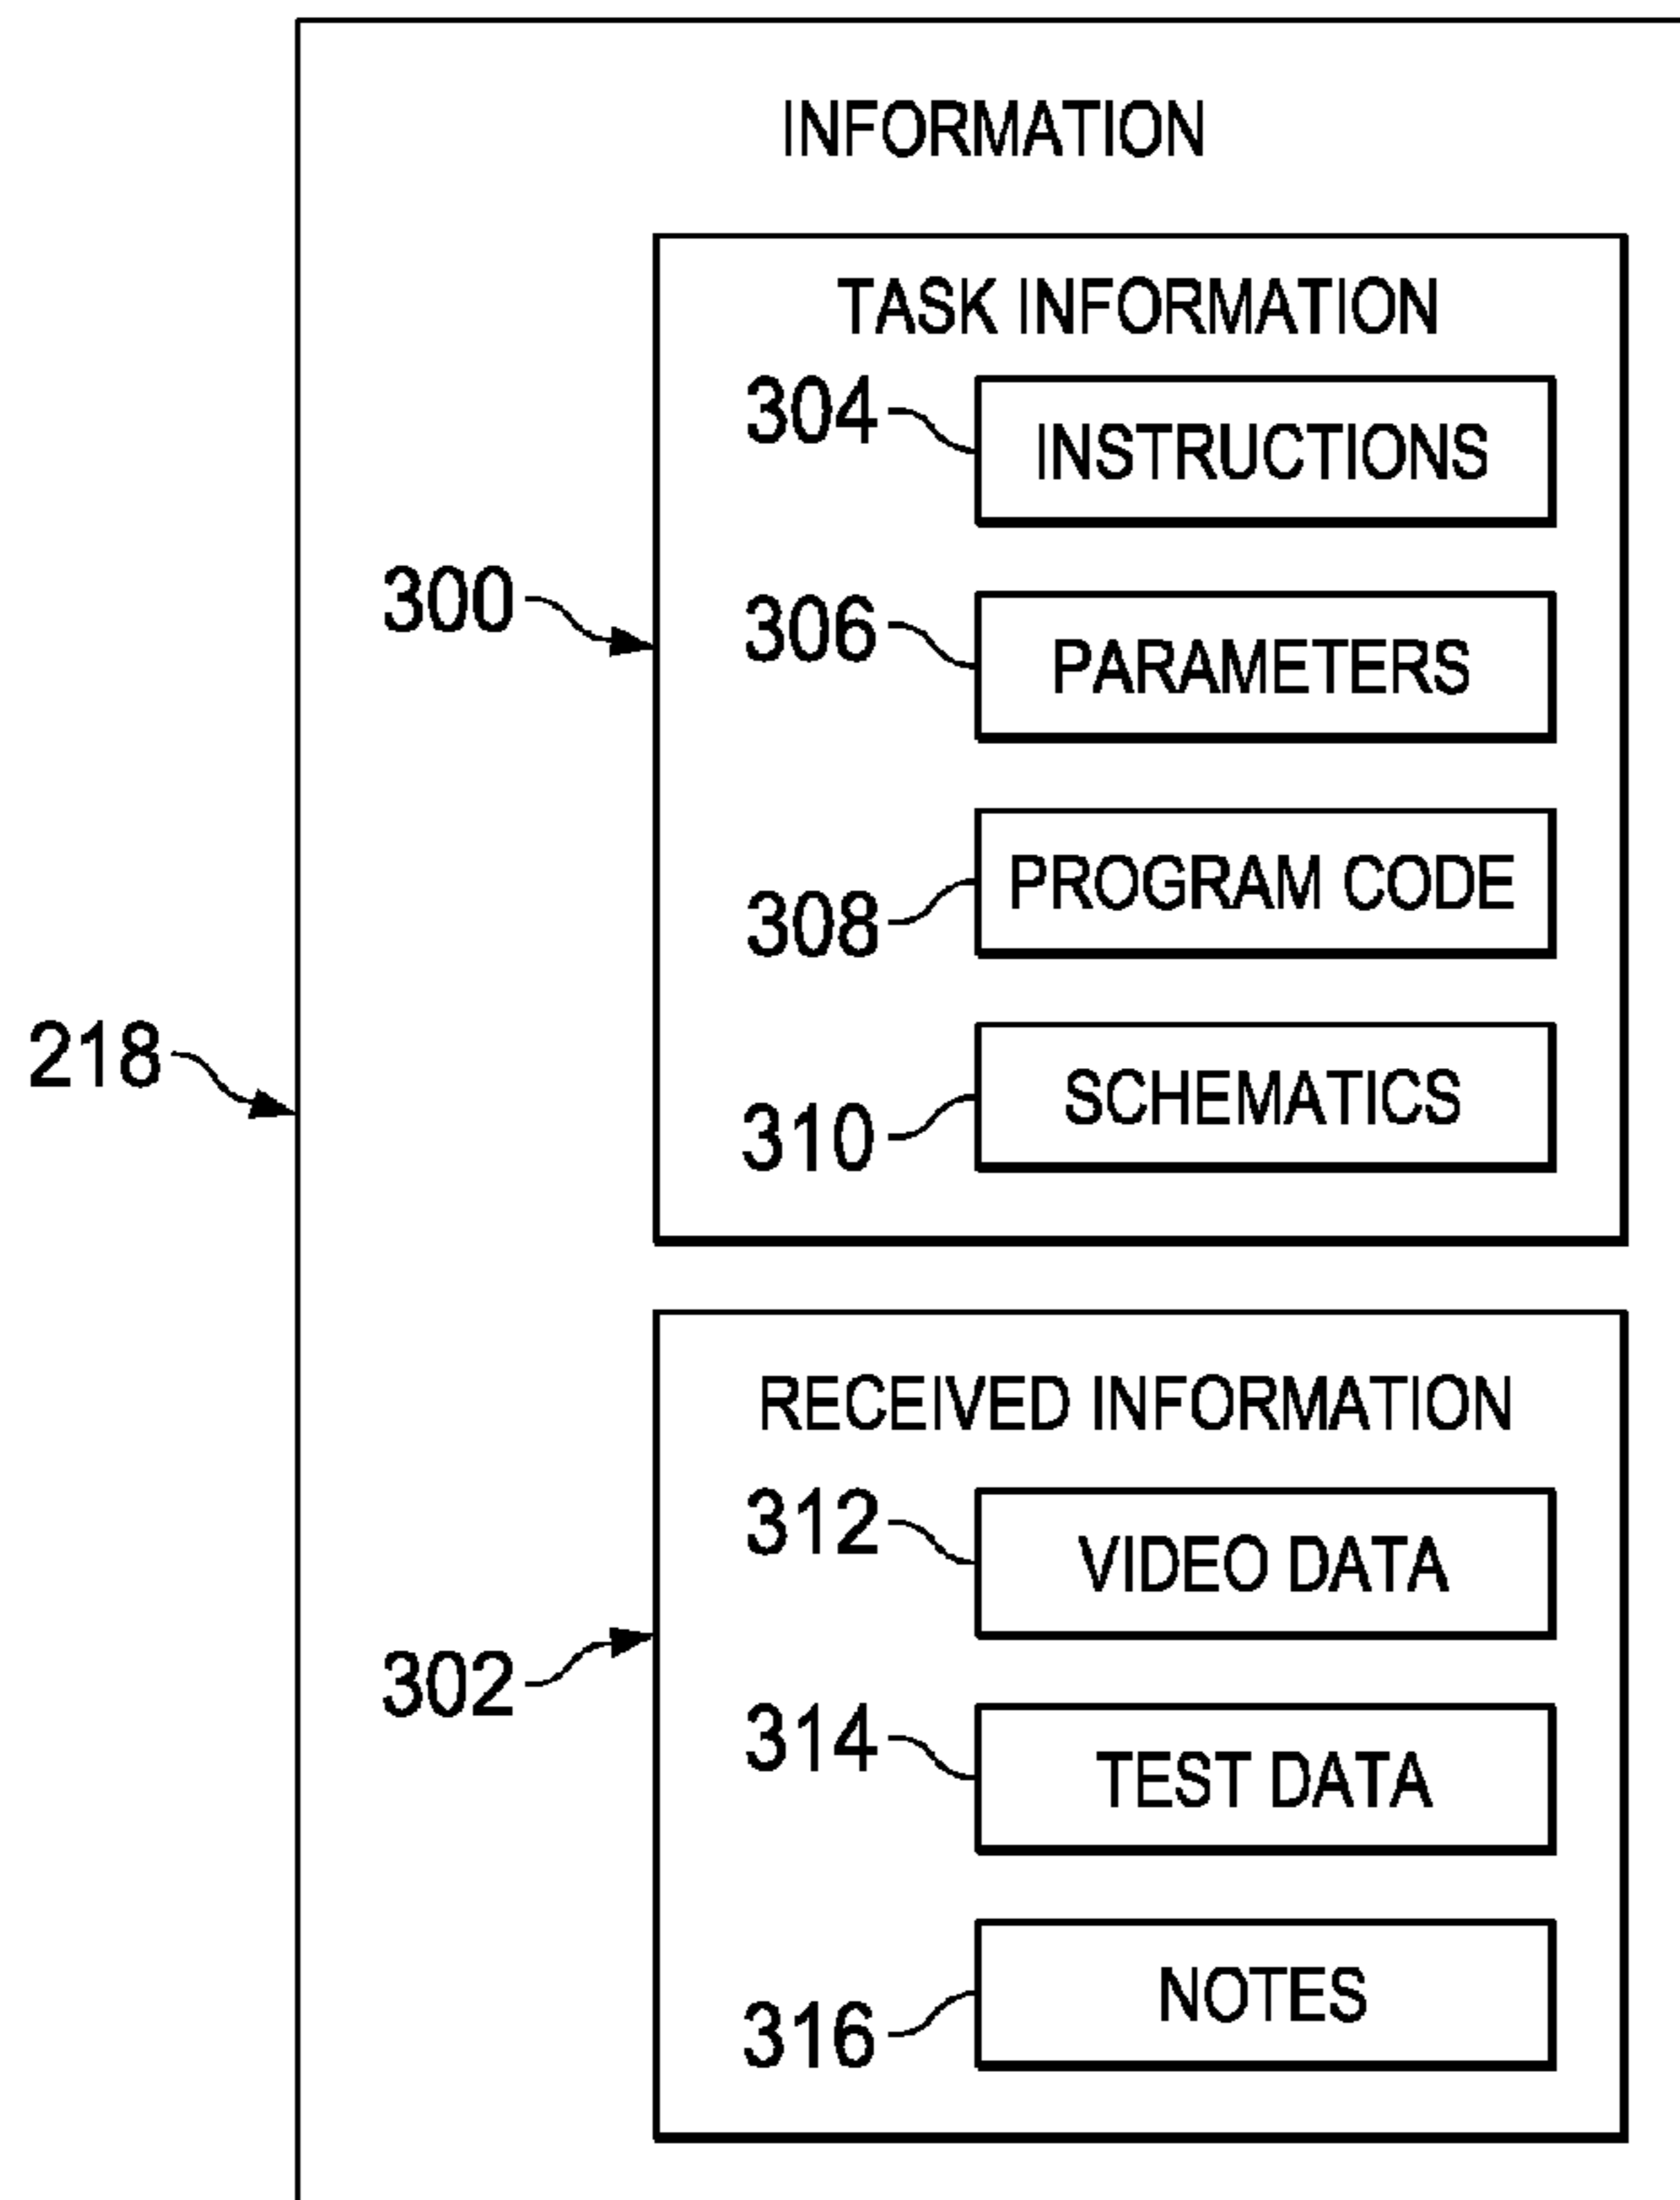 INFORMATION
TASK INFORMATION
304 INSTRUCTIONS
300
306 PARAMETERS
308 PROGRAM CODE
218
310 SCHEMATICS
RECEIVED INFORMATION
312 VIDEO DATA
302
314 TEST DATA
316 NOTES